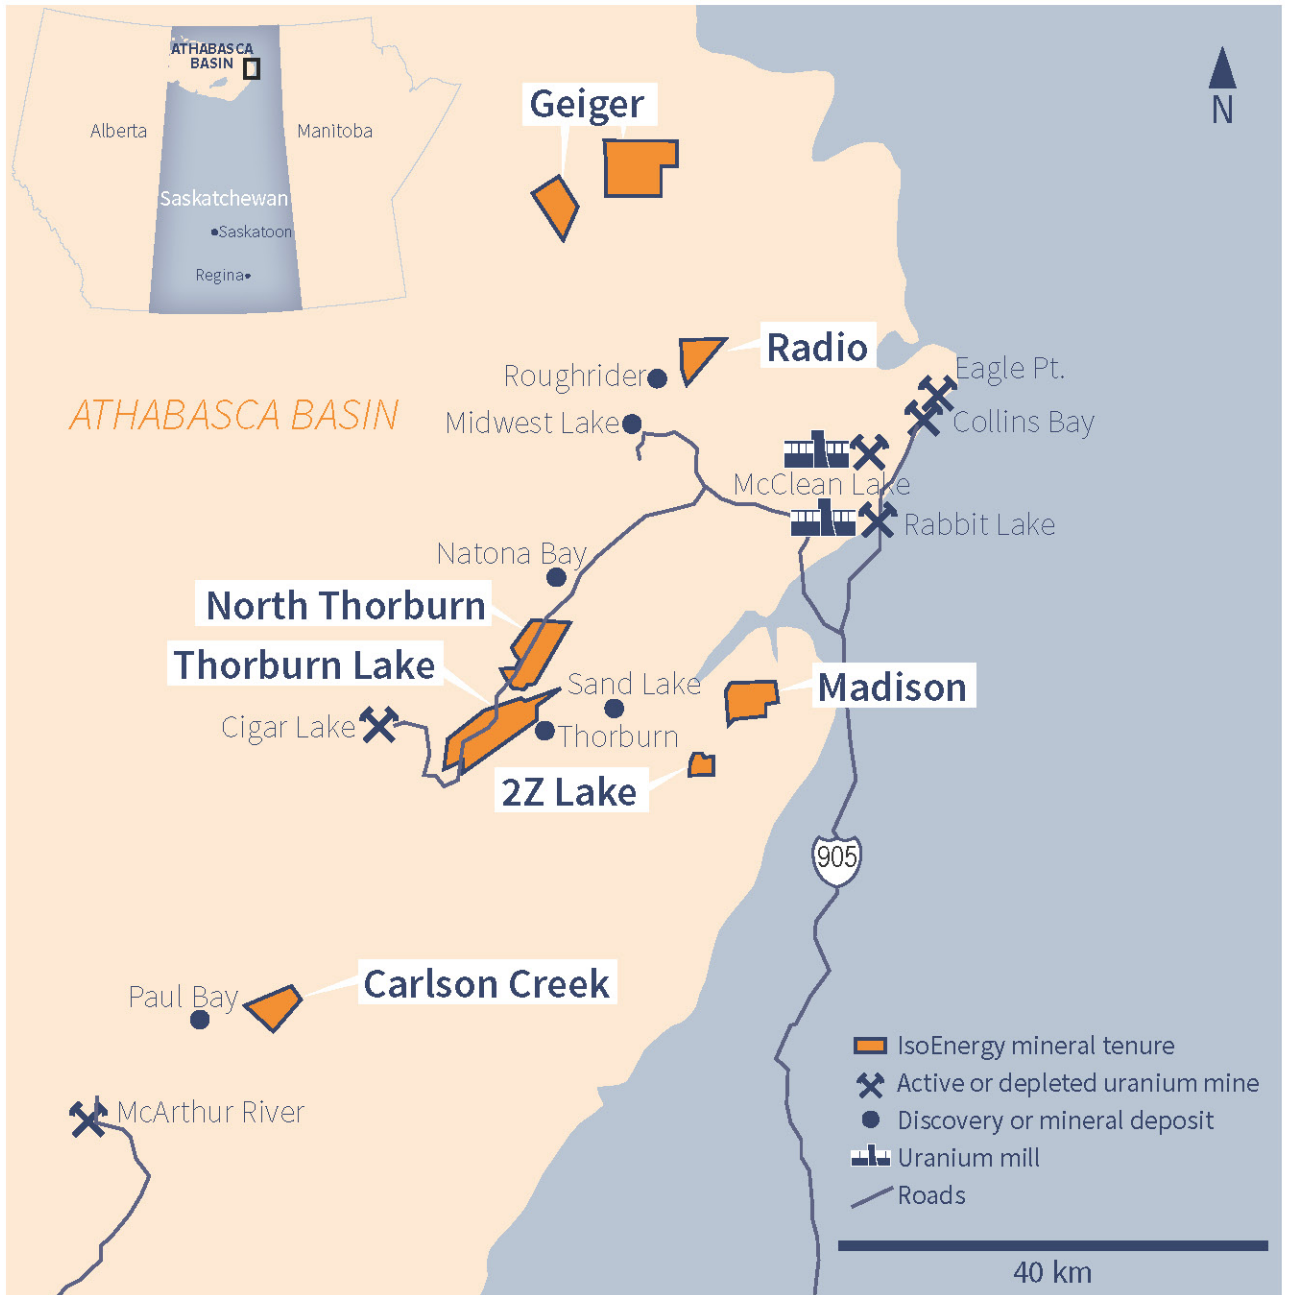 ATHABASCA
BASIN
Alberta
Manitoba
Saskatchewan
Saskatoon
Regina
N
Geiger
Radio
Roughrider
Eagle Pt.
ATHABASCA BASIN
Midwest Lake
Collins Bay
McClean Lake
Rabbit Lake
Natona Bay
North Thorburn
Thorburn Lake
Sand Lake
Madison
Cigar Lake
Thorburn
2Z Lake
905
Carlson Creek
Paul Bay
McArthur River
IsoEnergy mineral tenure
Active or depleted uranium mine
Discovery or mineral deposit
Uranium mill
Roads
40 km